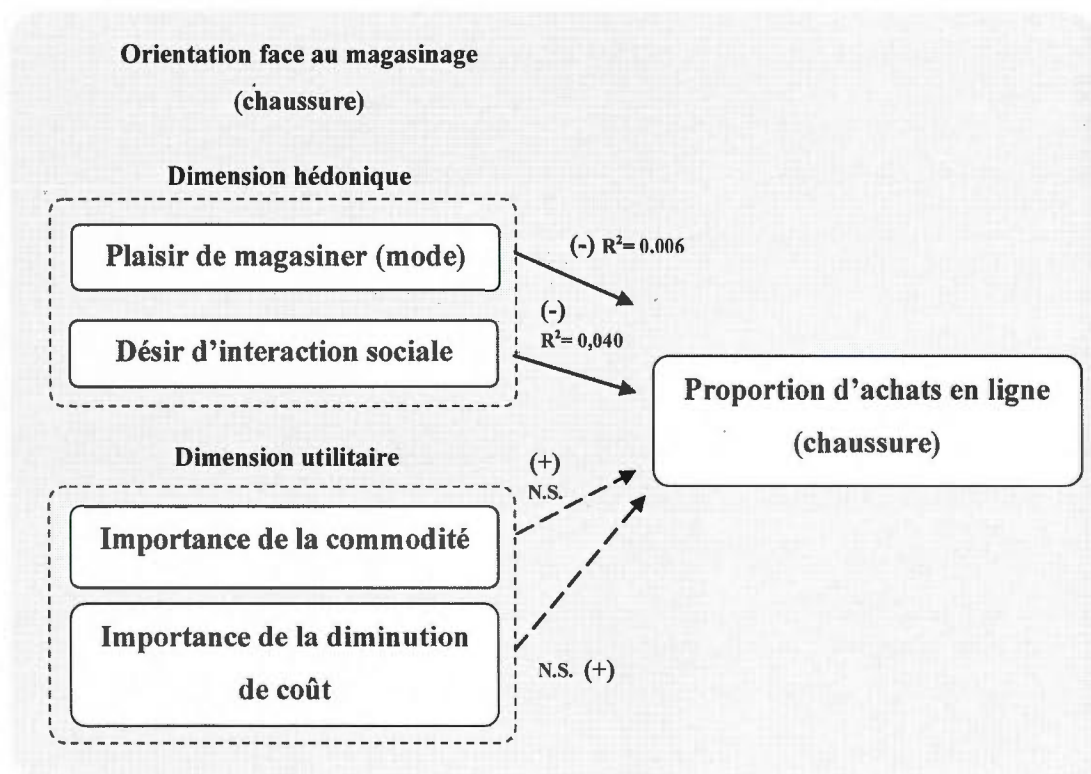 Orientation face au magasinage
(chaussure)
Dimension hédonique
Plaisir de magasiner (mode)
(-) R²= 0.006
Désir d'interaction sociale
(-)
R²= 0,040
Proportion d'achats en ligne
(chaussure)
Dimension utilitaire
(+)
N.S.
Importance de la commodité
Importance de la diminution
de coût
N.S. (+)